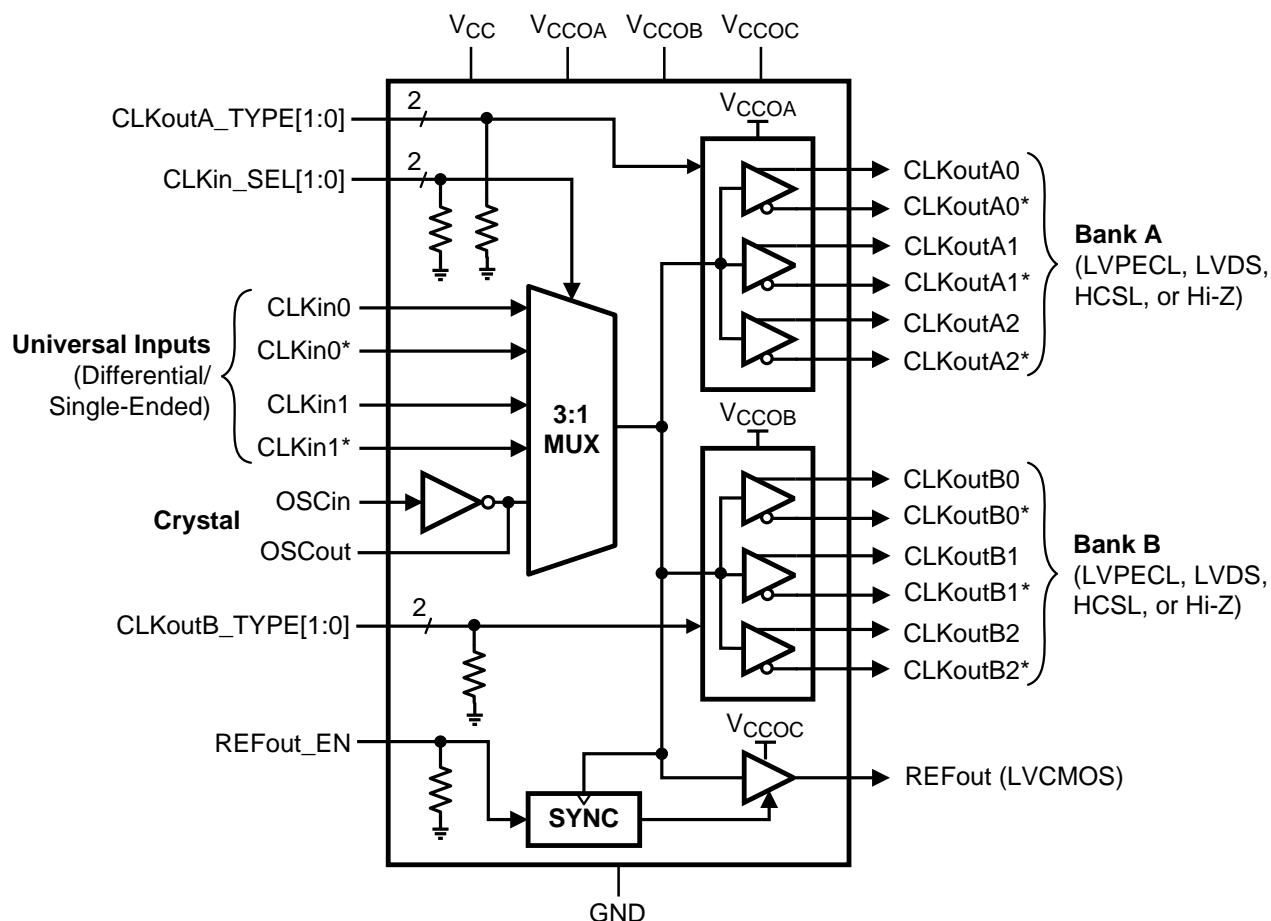 VCC VCCOA VCCOB VCCOC
CLKoutA_TYPE[1:0]
2
CLKin_SEL[1:0]
2
Universal Inputs
(Differential/
Single-Ended)
CLKin0
CLKin0*
CLKin1
CLKin1*
Crystal
OSCin
OSCout
CLKoutB_TYPE[1:0]
2
REFout_EN
3:1
MUX
SYNC
VCCOA
CLKoutA0
CLKoutA0*
CLKoutA1
CLKoutA1*
CLKoutA2
CLKoutA2*
Bank A
(LVPECL, LVDS,
HCSL, or Hi-Z)
VCCOB
CLKoutB0
CLKoutB0*
CLKoutB1
CLKoutB1*
CLKoutB2
CLKoutB2*
Bank B
(LVPECL, LVDS,
HCSL, or Hi-Z)
VCCOC
REFout (LVCMOS)
GND